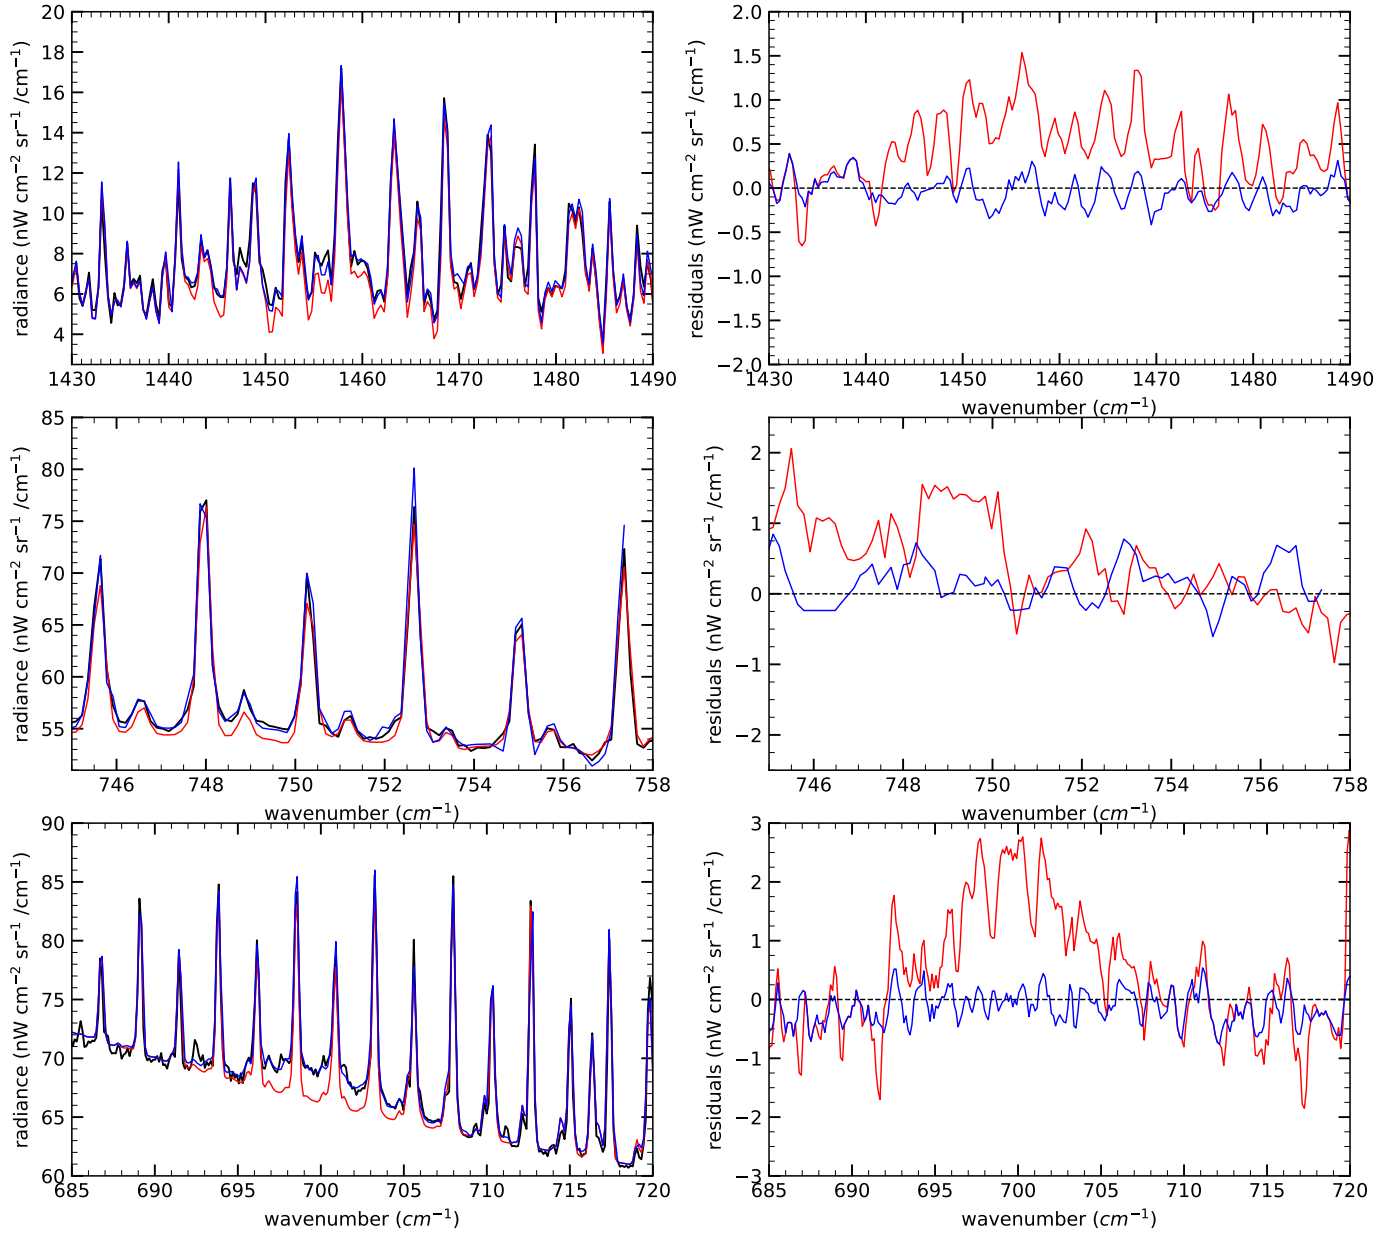 radiance (nW cm⁻² sr⁻¹ /cm⁻¹)
20
18
16
14
12
10
8
6
4
1430 1440 1450 1460 1470 1480 1490
residuals (nW cm⁻² sr⁻¹ /cm⁻¹)
2.0
1.5
1.0
0.5
0.0
−0.5
−1.0
−1.5
−2.0
1430 1440 1450 1460 1470 1480 1490
wavenumber (cm⁻¹)
radiance (nW cm⁻² sr⁻¹ /cm⁻¹)
85
80
75
70
65
60
55
746 748 750 752 754 756 758
wavenumber (cm⁻¹)
residuals (nW cm⁻² sr⁻¹ /cm⁻¹)
2
1
0
−1
−2
746 748 750 752 754 756 758
radiance (nW cm⁻² sr⁻¹ /cm⁻¹)
90
85
80
75
70
65
60
685 690 695 700 705 710 715 720
wavenumber (cm⁻¹)
residuals (nW cm⁻² sr⁻¹ /cm⁻¹)
3
2
1
0
−1
−2
−3
685 690 695 700 705 710 715 720
wavenumber (cm⁻¹)